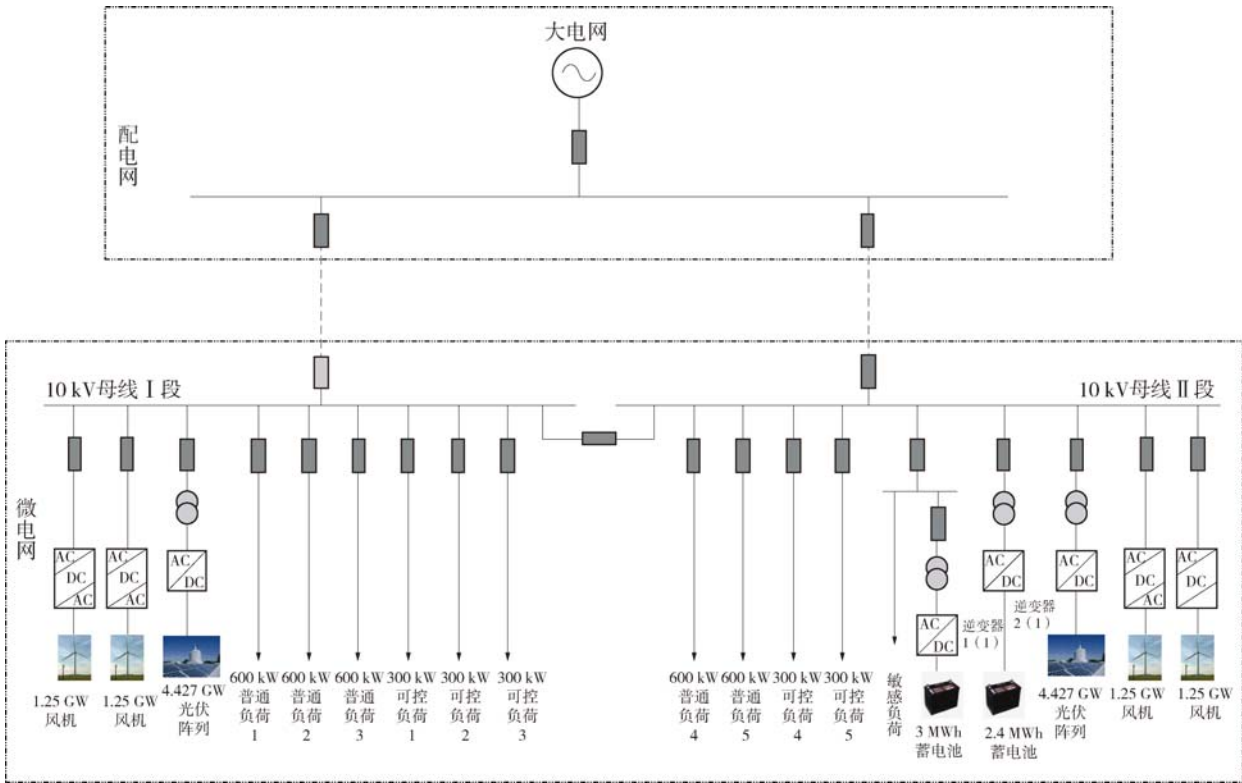 大电网
配电网
10 kV母线Ⅰ段
10 kV母线Ⅱ段
微电网
AC
DC
AC
AC
DC
AC
AC
DC
AC
DC
AC
DC
AC
DC
AC
DC
AC
AC
DC
逆变器
1(1)
逆变器
2(1)
1.25 GW
风机
1.25 GW
风机
4.427 GW
光伏
阵列
600 kW
普通
负荷
1
600 kW
普通
负荷
2
600 kW
普通
负荷
3
300 kW
可控
负荷
1
300 kW
可控
负荷
2
300 kW
可控
负荷
3
600 kW
普通
负荷
4
600 kW
普通
负荷
5
300 kW
可控
负荷
4
300 kW
可控
负荷
5
敏感负荷
3 MWh
蓄电池
2.4 MWh
蓄电池
4.427 GW
光伏
阵列
1.25 GW
风机
1.25 GW
风机